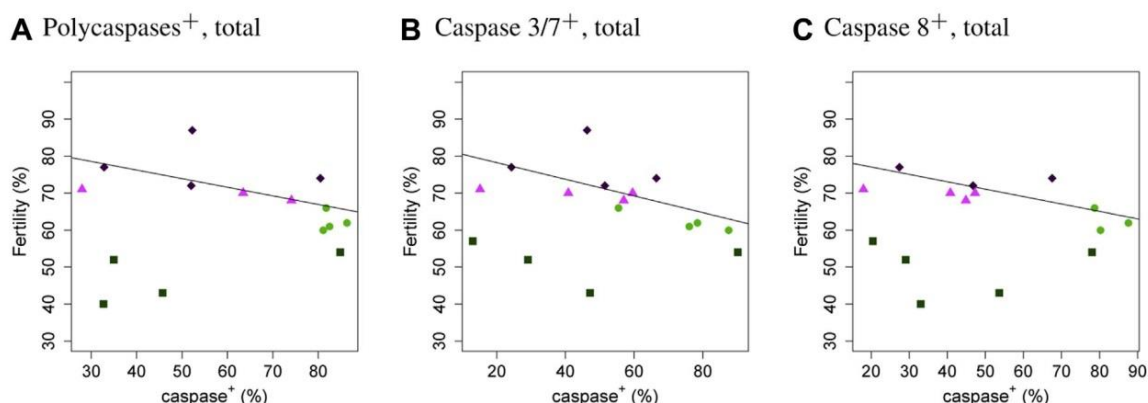 A Polycaspases+, total
Fertility (%)
90
80
70
60
50
40
30
30 40 50 60 70 80
caspase+ (%)
B Caspase 3/7+, total
Fertility (%)
90
80
70
60
50
40
30
20 40 60 80
caspase+ (%)
C Caspase 8+, total
Fertility (%)
90
80
70
60
50
40
30
20 30 40 50 60 70 80 90
caspase+ (%)